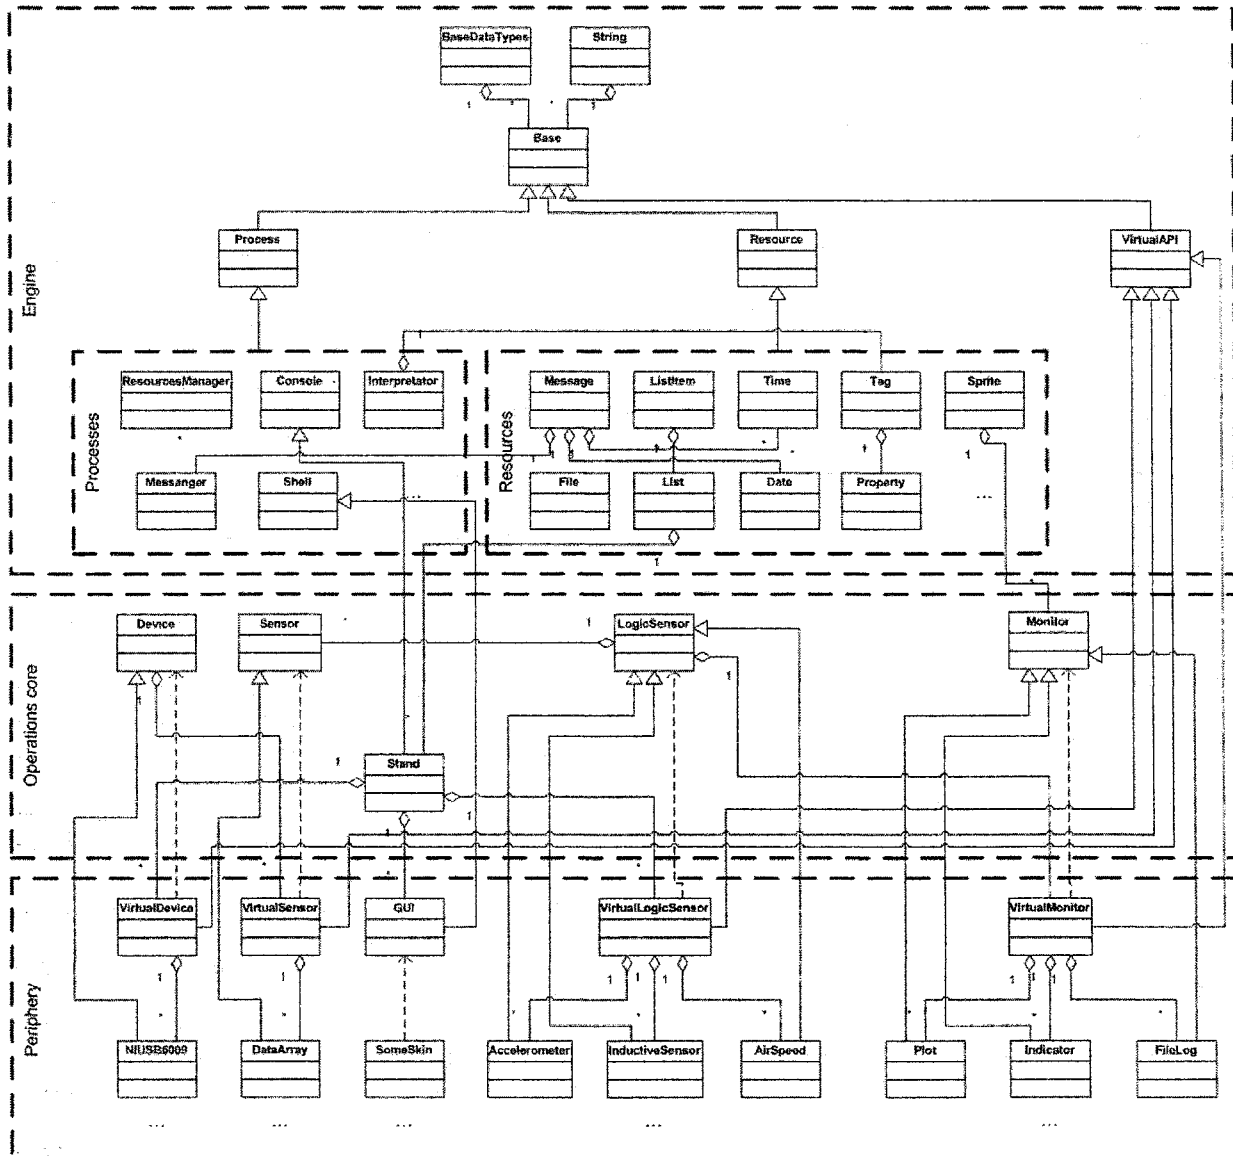 BaseDataTypes
String
Base
Process
Resource
VirtualAPI
Engine
Processes
ResourcesManager
Console
Interpretator
Messanger
Shell
...
Resources
Message
ListItem
Time
Tag
Sprite
File
List
Date
Property
...
Operations core
Device
Sensor
LogicSensor
Monitor
Stand
Periphery
VirtualDevice
VirtualSensor
GUI
VirtualLogicSensor
VirtualMonitor
NIUSB6009
DataArray
SomeSkin
Accelerometer
InductiveSensor
AirSpeed
Plot
Indicator
FileLog
... ... ... ... ...